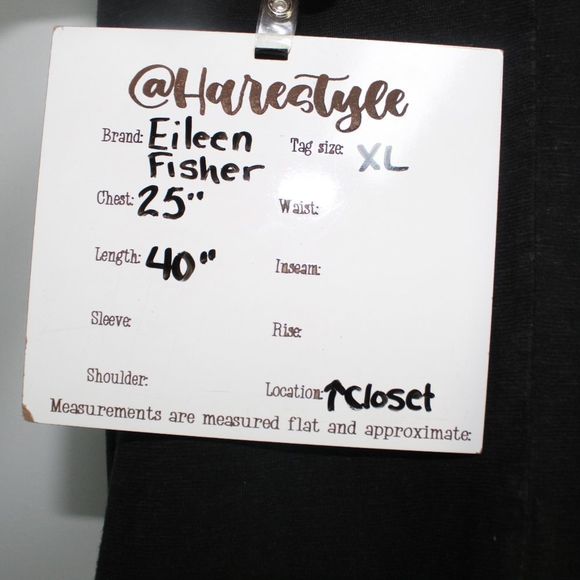 @Harestyle
Brand: Eileen Fisher Tag size: XL
Chest: 25" Waist:
Length: 40" Inseam:
Sleeve: Rise:
Shoulder: Location: ↑Closet
Measurements are measured flat and approximate.